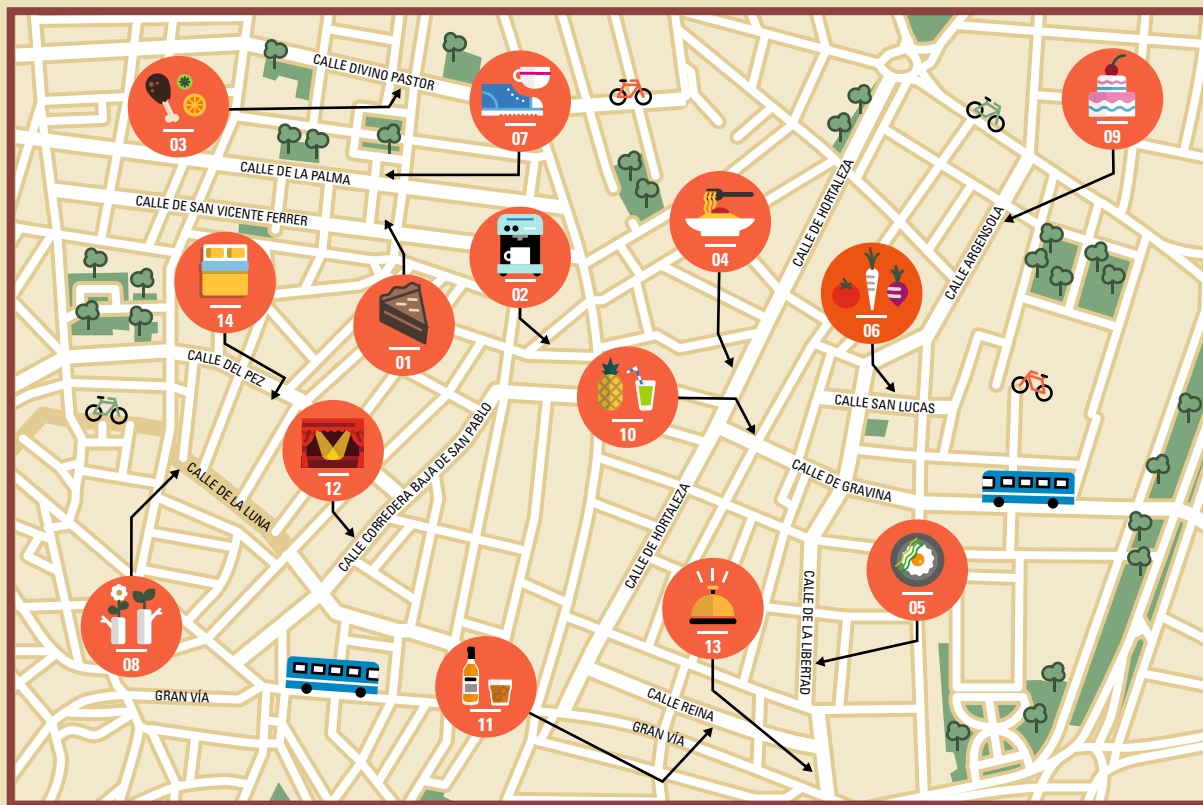 CALLE DIVINO PASTOR
03
07
09
CALLE DE LA PALMA
CALLE DE SAN VICENTE FERRER
CALLE DE HORTALEZA
CALLE ARGENSOLA
04
02
14
06
01
CALLE DEL PEZ
CALLE SAN LUCAS
10
12
CALLE CORREDERA BAJA DE SAN PABLO
CALLE DE GRAVINA
CALLE DE LA LUNA
CALLE DE HORTALEZA
05
CALLE DE LA LIBERTAD
13
08
GRAN VÍA
11
CALLE REINA
GRAN VÍA